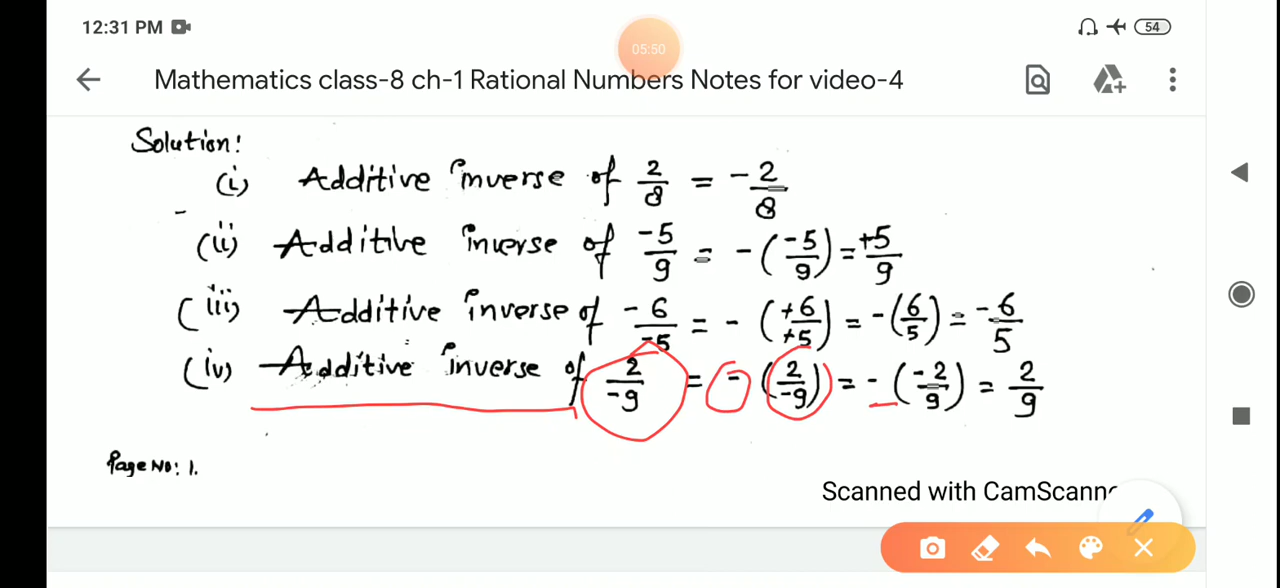 12:31 PM 05:50 54
Mathematics class-8 ch-1 Rational Numbers Notes for video-4
Solution:
(i) Additive inverse of 2/8 = -2/8
(ii) Additive inverse of -5/9 = -(-5/9) = +5/9
(iii) Additive inverse of -6/-5 = -(+6/+5) = -(6/5) = -6/5
(iv) Additive inverse of 2/-9 = -(2/-9) = -(-2/9) = 2/9
Page No: 1.
Scanned with CamScanne